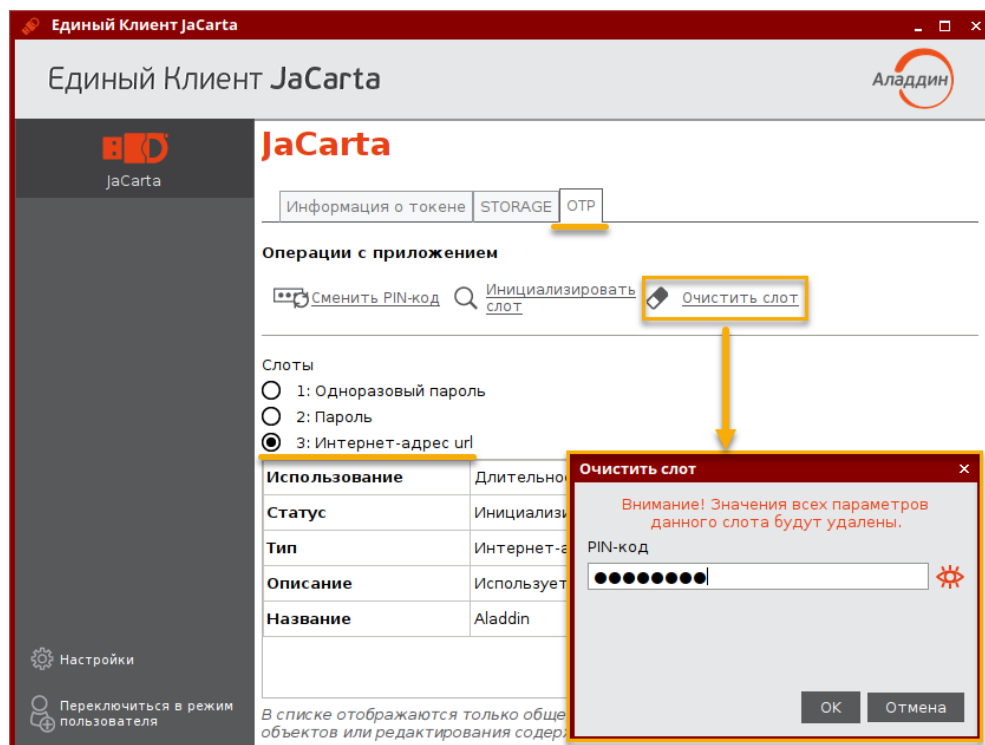 Единый Клиент JaCarta
Единый Клиент JaCarta
Аладдин
JaCarta
JaCarta
Информация о токене STORAGE OTP
Операции с приложением
Сменить PIN-код
Инициализировать
слот
Очистить слот
Слоты
1: Одноразовый пароль
2: Пароль
3: Интернет-адрес url
Использование
Статус
Тип
Описание
Название Aladdin
Очистить слот
Внимание! Значения всех параметров
данного слота будут удалены.
PIN-код
ОК Отмена
Настройки
Переключиться в режим
пользователя
В списке отображаются только
объектов или редактирования